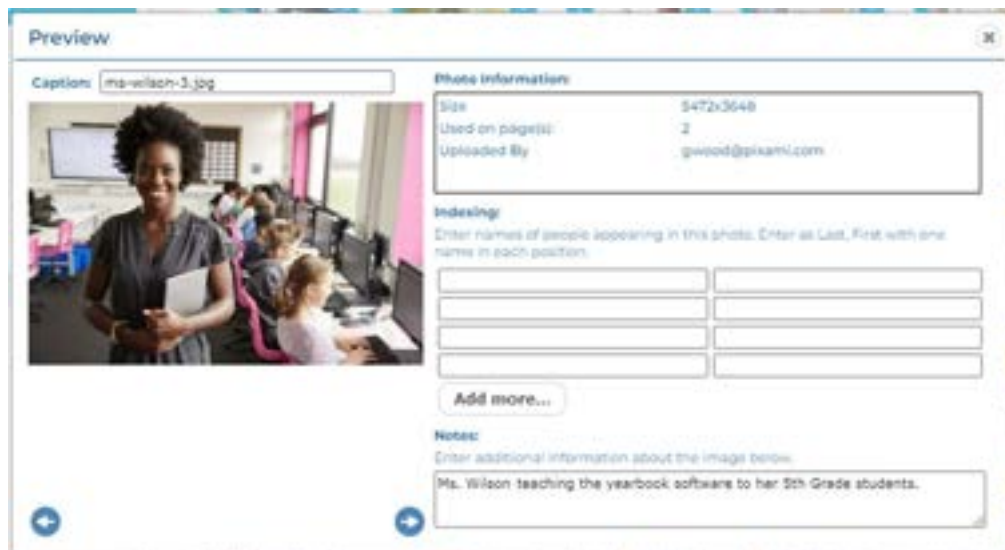 Preview
Caption: ms-wilson-3.jpg
Photo Information:
Size 5472x3648
Used on page(s): 2
Uploaded By gwood@pixami.com
Indexing:
Enter names of people appearing in this photo. Enter as Last, First with one
name in each position.
Add more...
Notes:
Enter additional information about the image below.
Ms. Wilson teaching the yearbook software to her 5th Grade students.